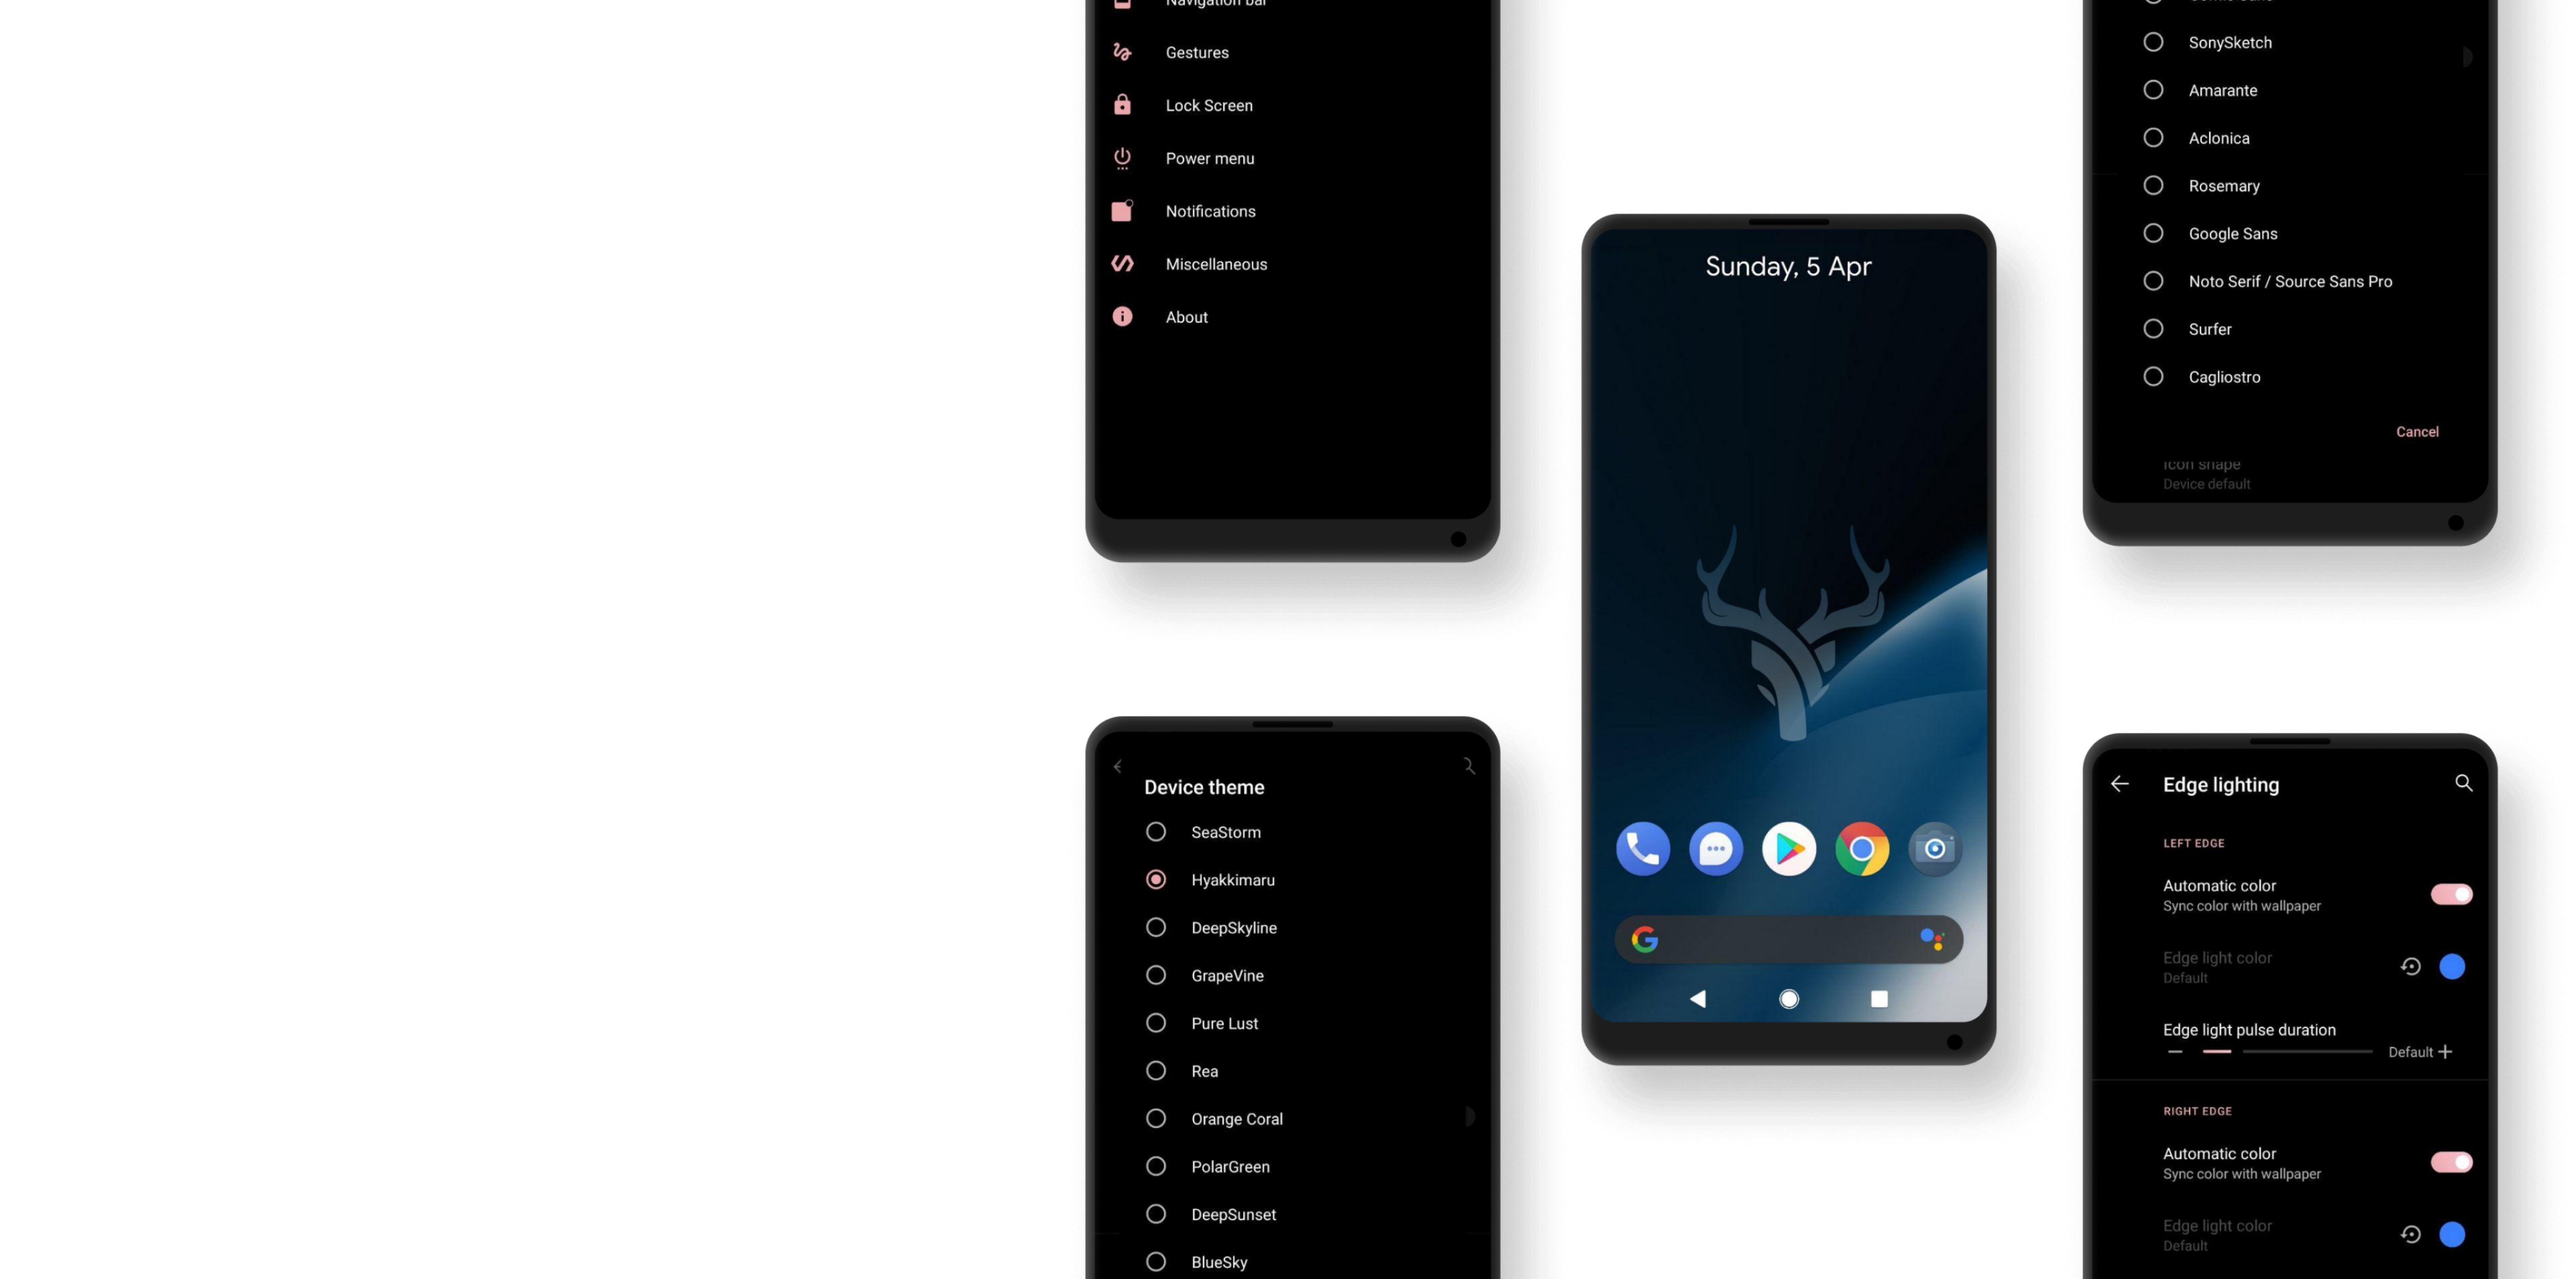 Navigation bar
Gestures
Lock Screen
Power menu
Notifications
Miscellaneous
About
Device theme
SeaStorm
Hyakkimaru
DeepSkyline
GrapeVine
Pure Lust
Rea
Orange Coral
PolarGreen
DeepSunset
BlueSky
Sunday, 5 Apr
SonySketch
Amarante
Aclonica
Rosemary
Google Sans
Noto Serif / Source Sans Pro
Surfer
Cagliostro
Cancel
Icon shape
Device default
Edge lighting
LEFT EDGE
Automatic color
Sync color with wallpaper
Edge light color
Default
Edge light pulse duration
Default
RIGHT EDGE
Automatic color
Sync color with wallpaper
Edge light color
Default